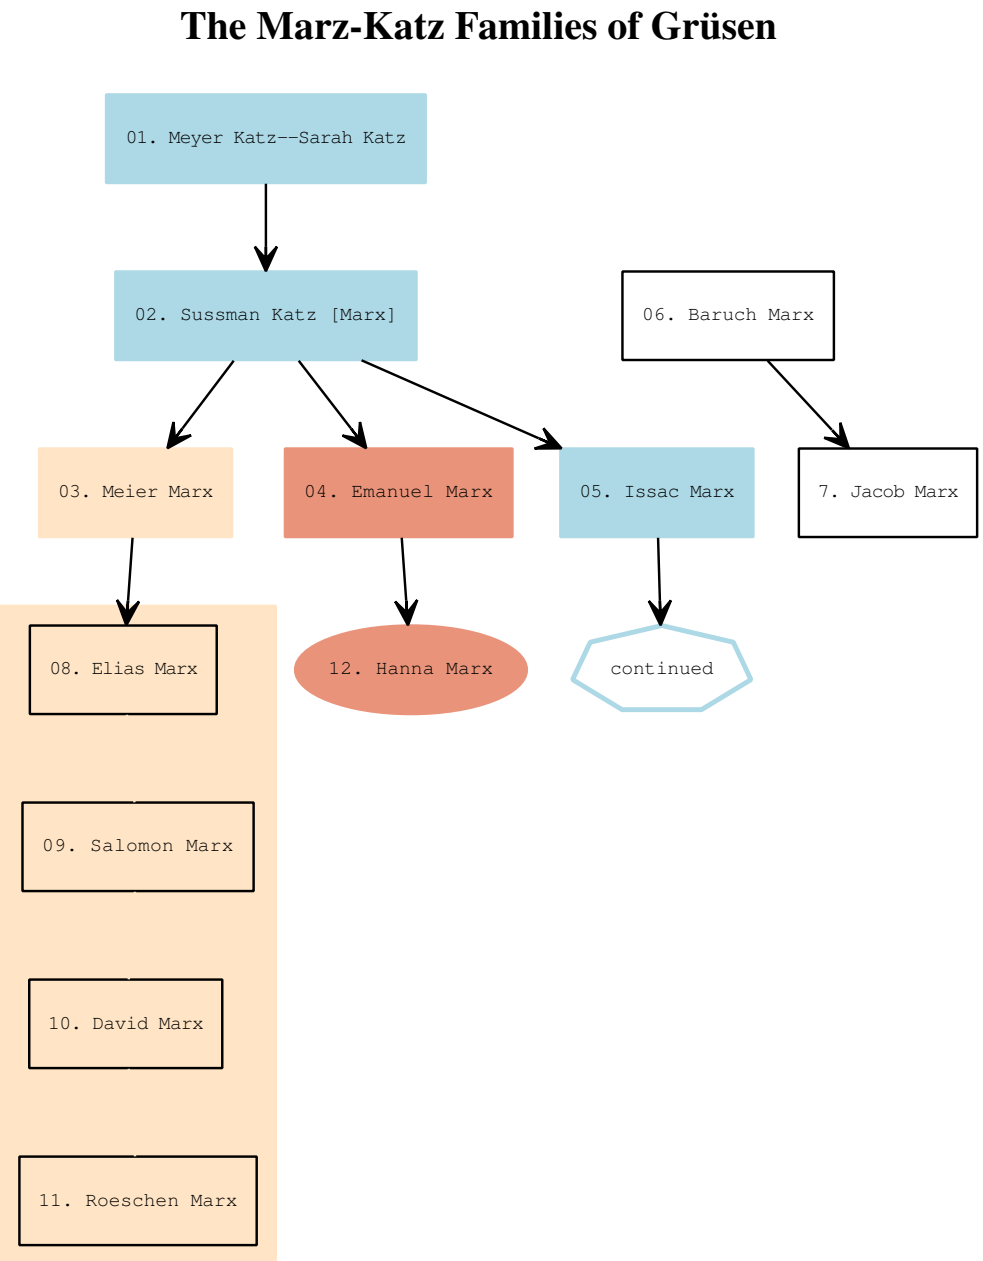 The Marz-Katz Families of Grüsen
01. Meyer Katz--Sarah Katz
02. Sussman Katz [Marx]
06. Baruch Marx
03. Meier Marx
04. Emanuel Marx
05. Issac Marx
7. Jacob Marx
08. Elias Marx
12. Hanna Marx
continued
09. Salomon Marx
10. David Marx
11. Roeschen Marx